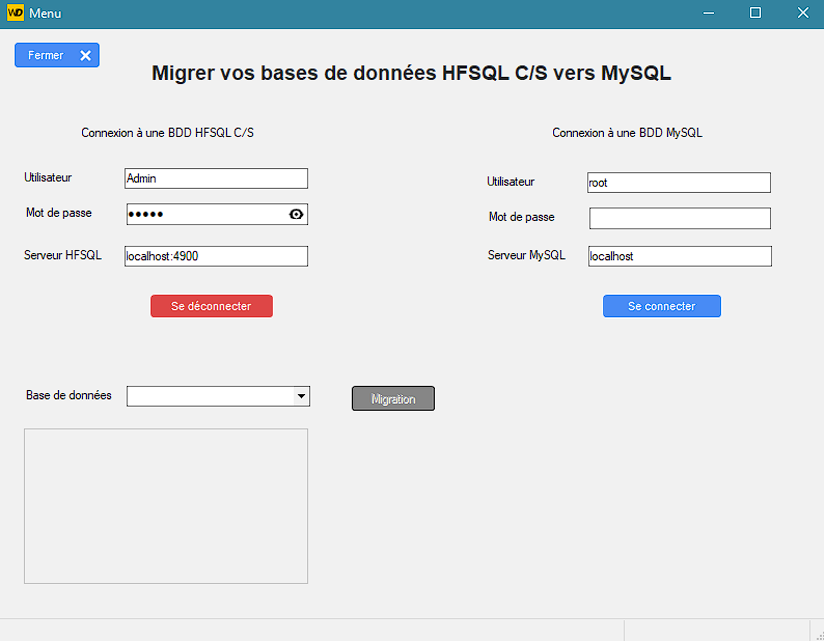 WD Menu
Fermer
Migrer vos bases de données HFSQL C/S vers MySQL
Connexion à une BDD HFSQL C/S
Utilisateur Admin
Mot de passe •••••
Serveur HFSQL localhost:4900
Se déconnecter
Connexion à une BDD MySQL
Utilisateur root
Mot de passe
Serveur MySQL localhost
Se connecter
Base de données
Migration